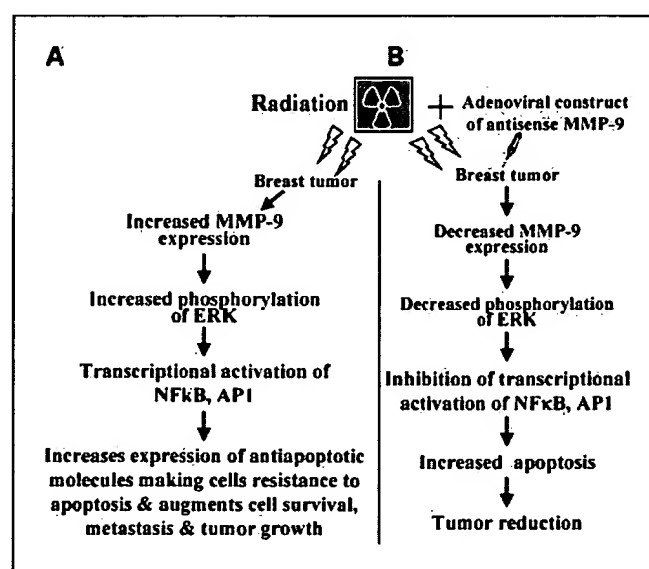 A
B
Radiation
+ Adenoviral construct
of antisense MMP-9
Breast tumor
Increased MMP-9
expression
Increased phosphorylation
of ERK
Transcriptional activation of
NFkB, AP1
Increases expression of antiapoptotic
molecules making cells resistance to
apoptosis & augments cell survival,
metastasis & tumor growth
Breast tumor
Decreased MMP-9
expression
Decreased phosphorylation
of ERK
Inhibition of transcriptional
activation of NFκB, AP1
Increased apoptosis
Tumor reduction